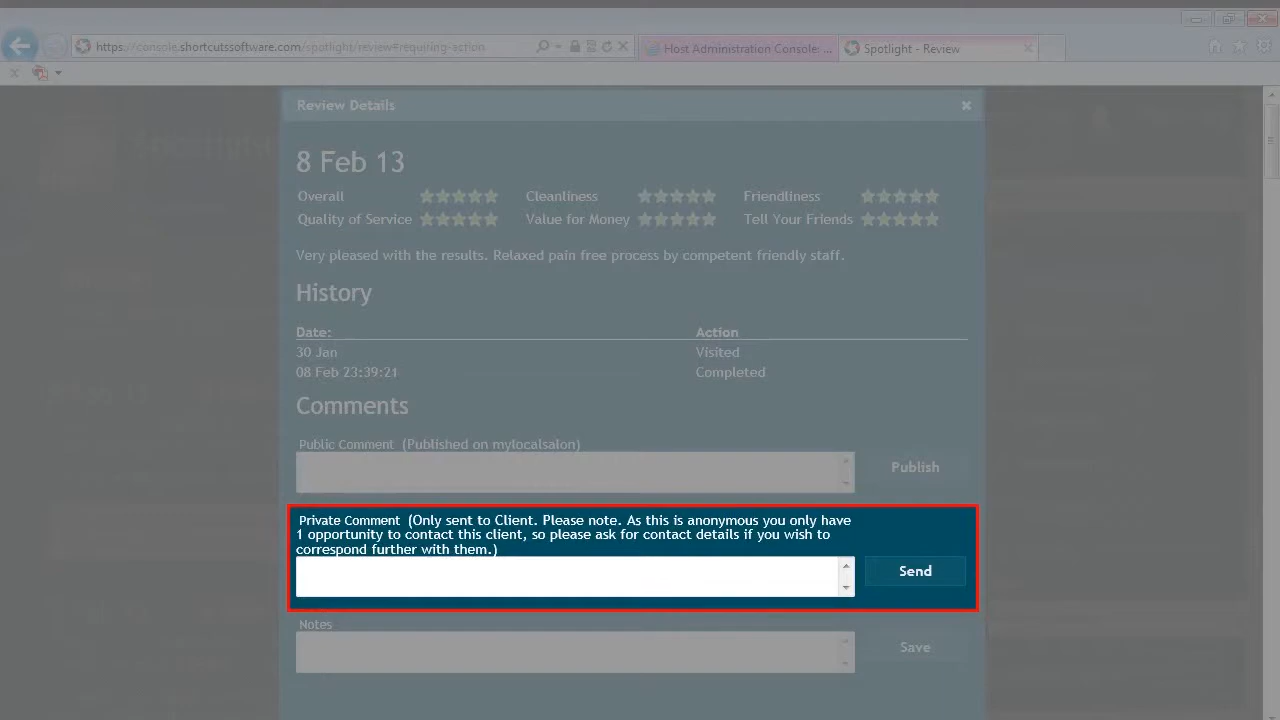 https://console.shortcutssoftware.com/spotlight/review#requiring-action
Host Administration Console: ...
Spotlight - Review
Review Details
8 Feb 13
Overall Cleanliness Friendliness
Quality of Service Value for Money Tell Your Friends
Very pleased with the results. Relaxed pain free process by competent friendly staff.
History
Date: Action
30 Jan Visited
08 Feb 23:39:21 Completed
Comments
Public Comment (Published on mylocalsalon)
Publish
Private Comment (Only sent to Client. Please note. As this is anonymous you only have
1 opportunity to contact this client, so please ask for contact details if you wish to
correspond further with them.)
Send
Notes
Save